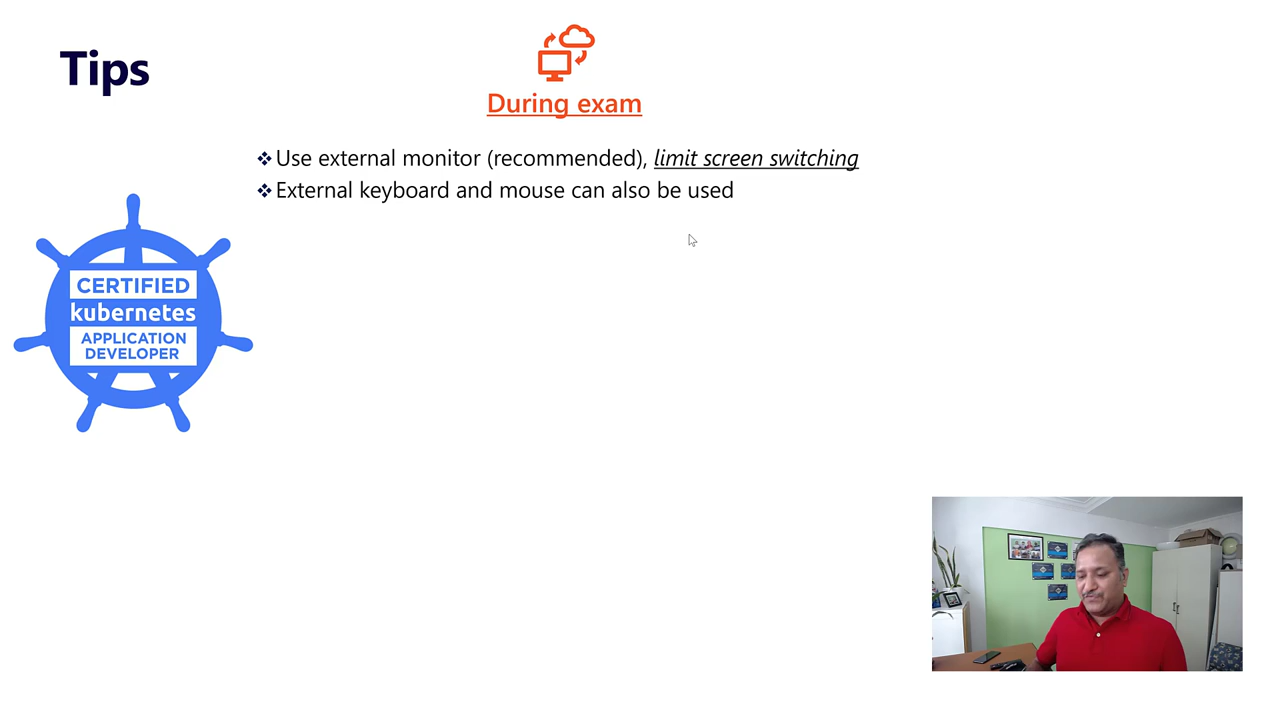 Tips
During exam
Use external monitor (recommended), limit screen switching
External keyboard and mouse can also be used
CERTIFIED
kubernetes
APPLICATION
DEVELOPER